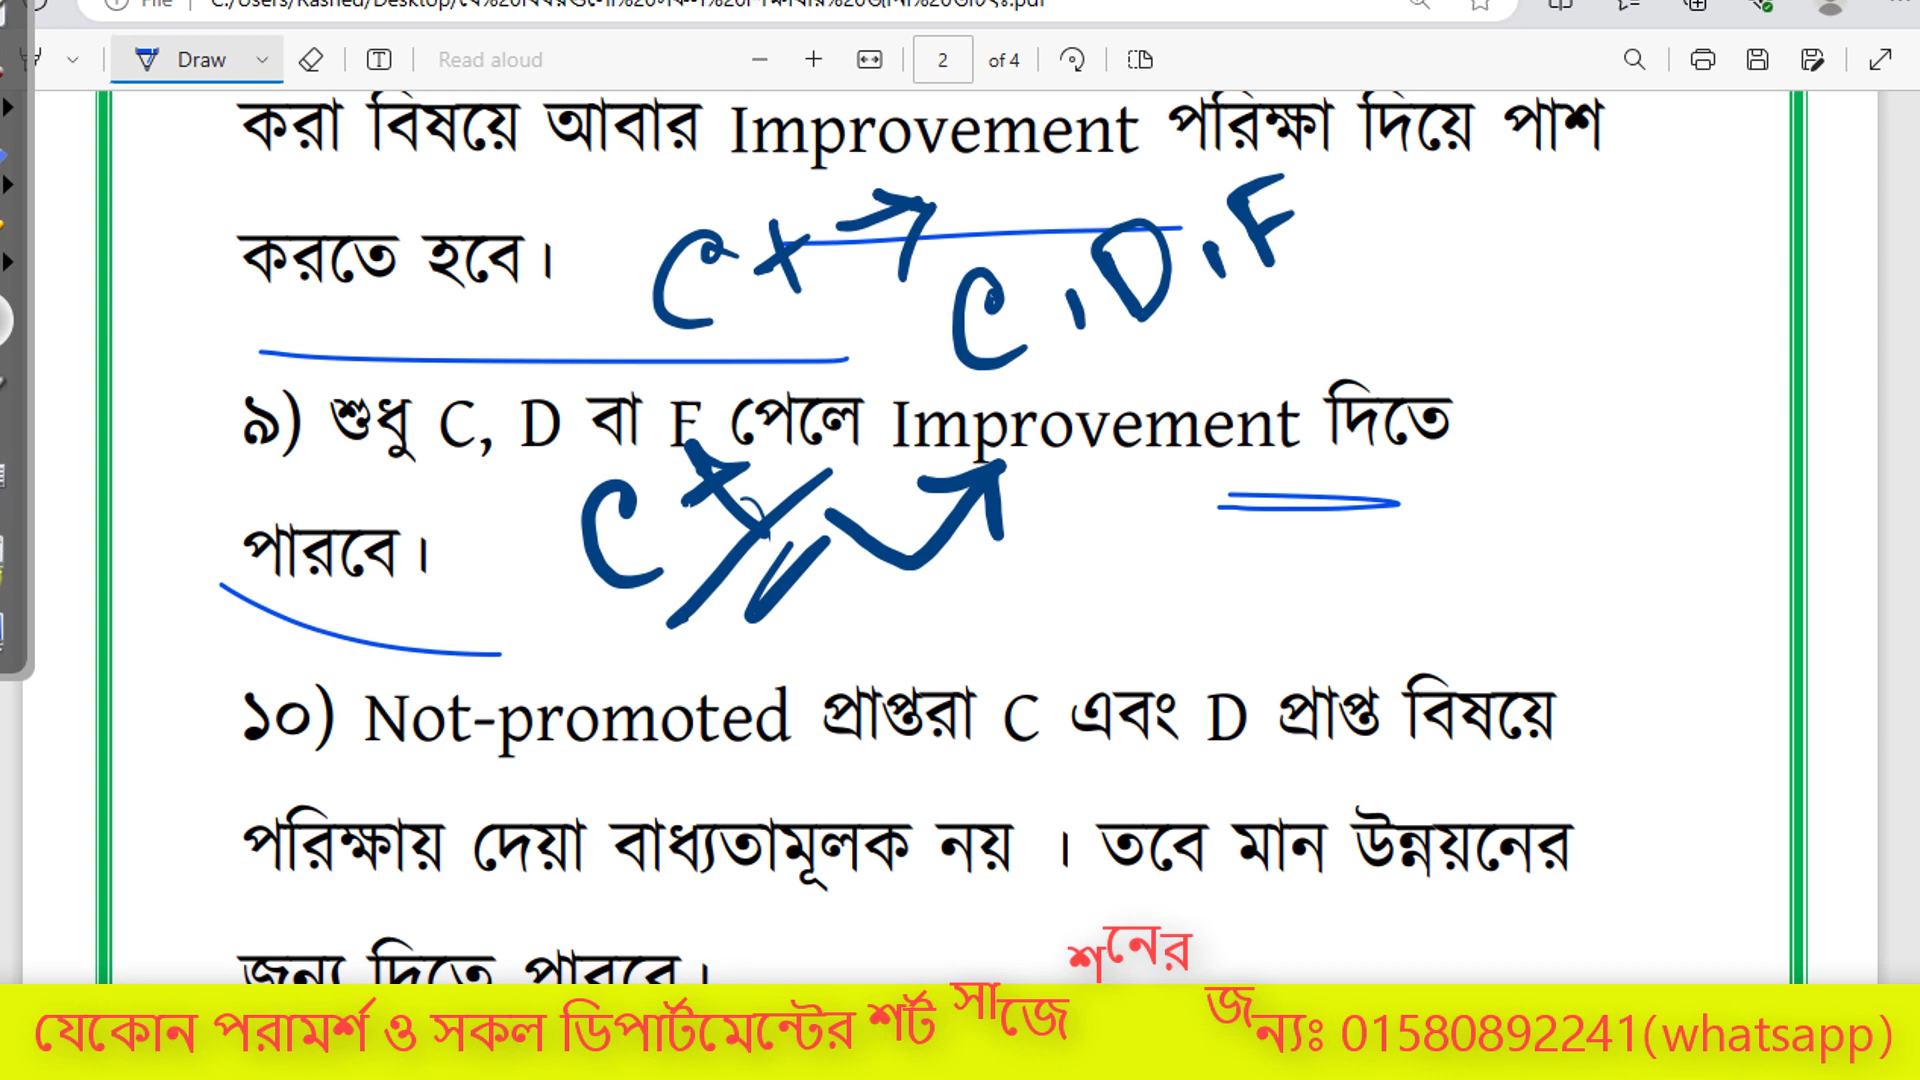 File
C:/Users/Rashed/Desktop/
.pdf
Draw
Read aloud
2 of 4
করা বিষয়ে আবার Improvement পরিক্ষা দিয়ে পাশ
করতে হবে।
C+ → C, D, F
৯) শুধু C, D বা F পেলে Improvement দিতে
পারবে।
C+
১০) Not-promoted প্রাপ্তরা C এবং D প্রাপ্ত বিষয়ে
পরিক্ষায় দেয়া বাধ্যতামূলক নয় । তবে মান উন্নয়নের
জন্য দিতে পারবে।
যেকোন পরামর্শ ও সকল ডিপার্টমেন্টের শর্ট সাজেশনের জন্যঃ 01580892241(whatsapp)